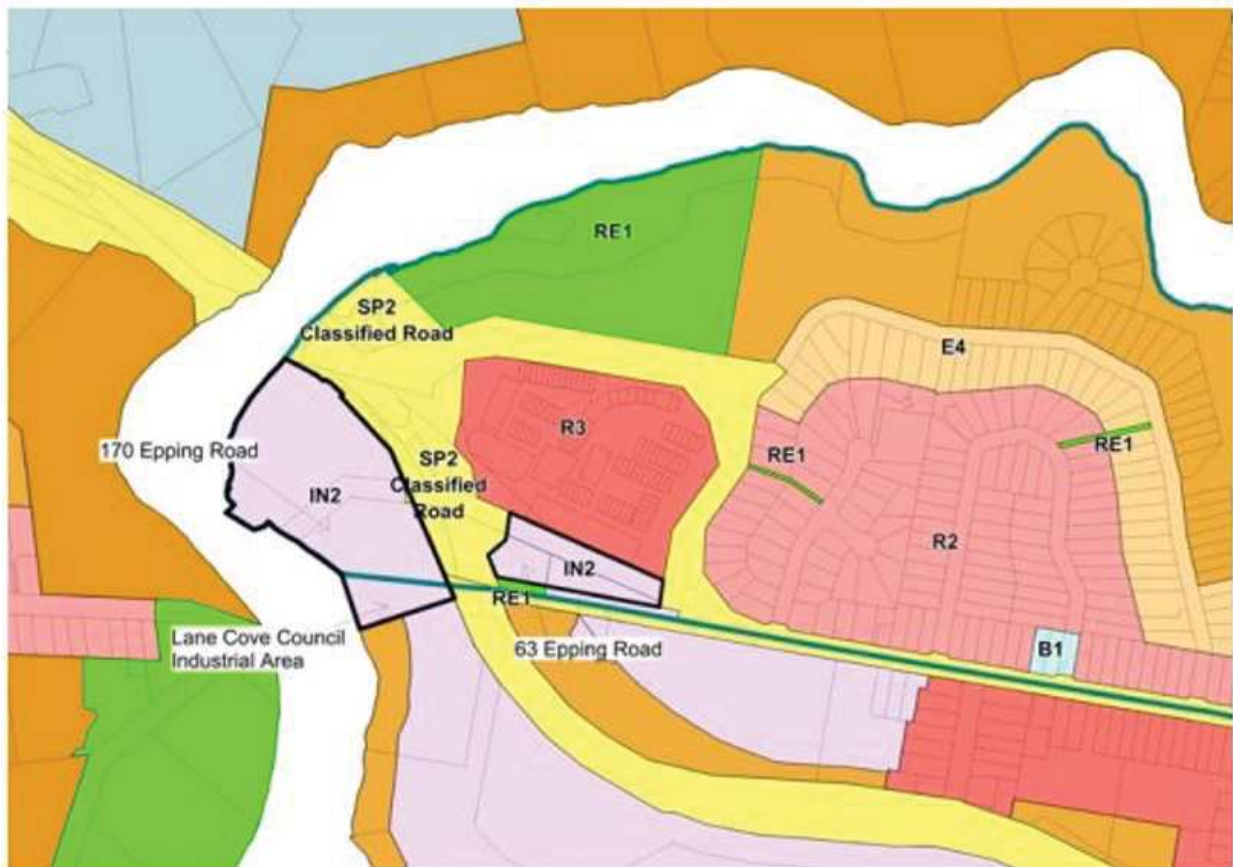 RE1
SP2
Classified Road
E4
R3
170 Epping Road
RE1
RE1
SP2
Classified
Road
IN2
R2
IN2
RE1
Lane Cove Council
Industrial Area
63 Epping Road
B1